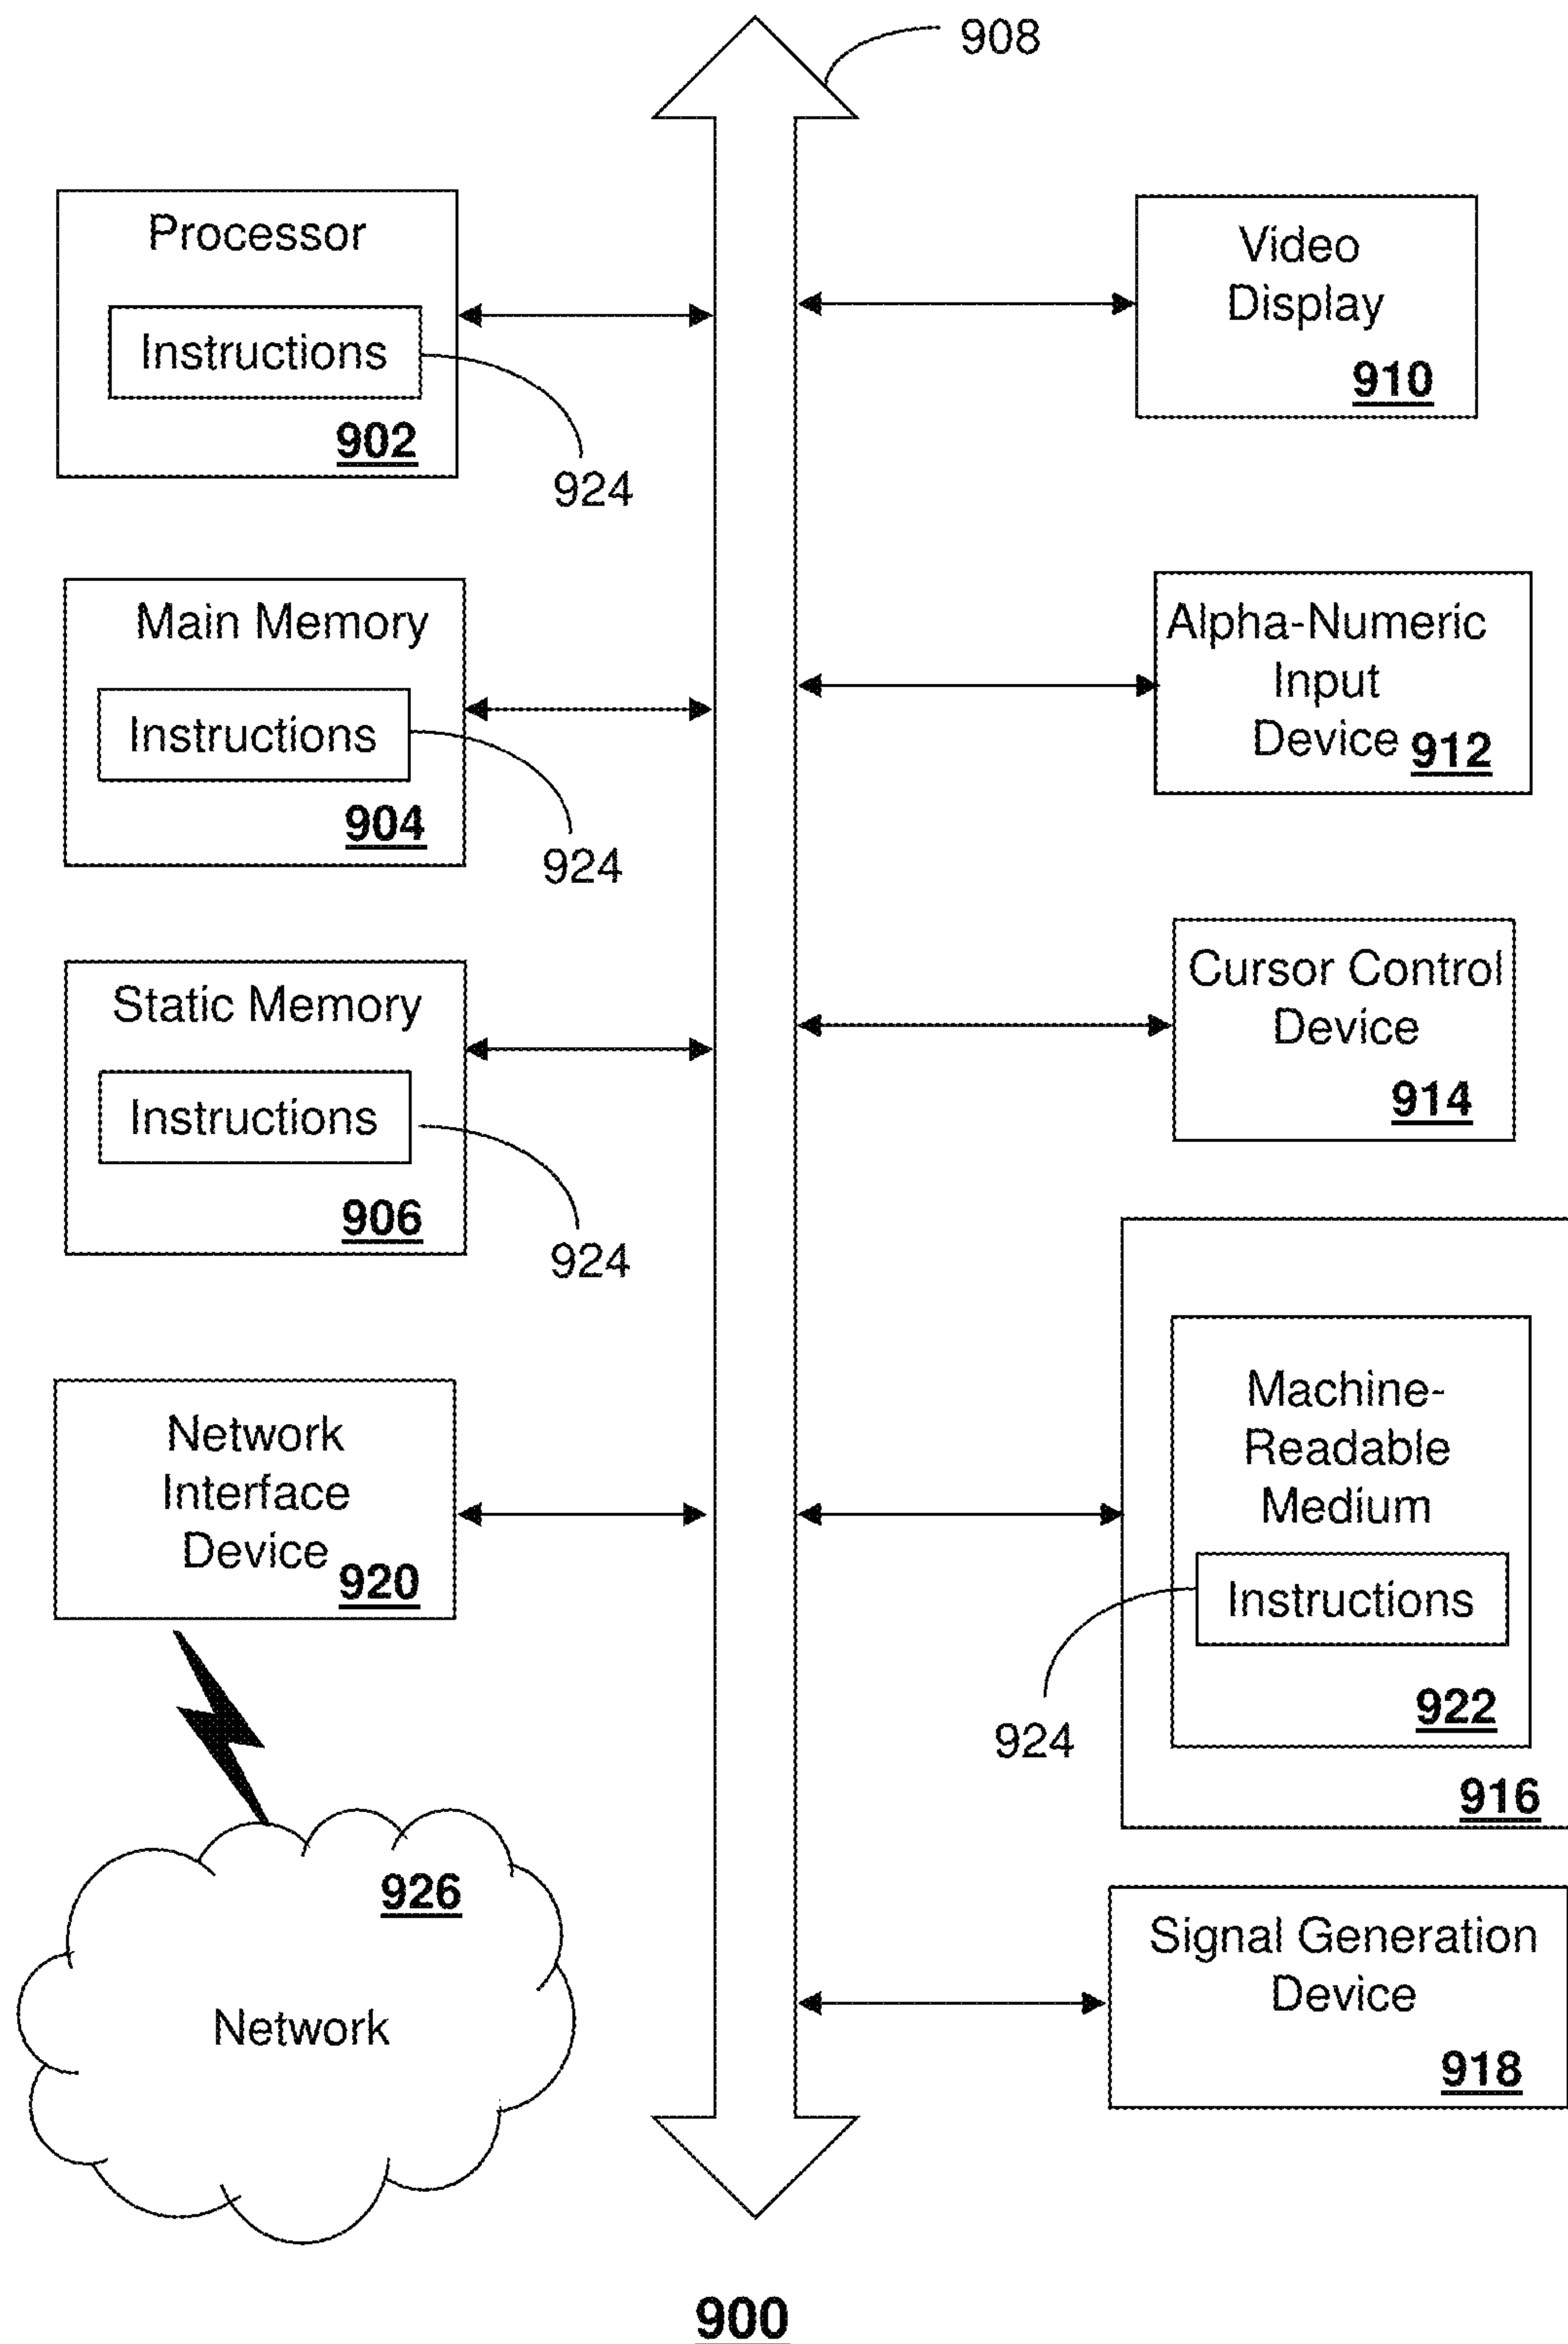 908
Processor
Instructions
902
924
Main Memory
Instructions
904
924
Static Memory
Instructions
906
924
Network
Interface
Device
920
926
Network
Video
Display
910
Alpha-Numeric
Input
Device 912
Cursor Control
Device
914
Machine-
Readable
Medium
Instructions
922
924
916
Signal Generation
Device
918
900